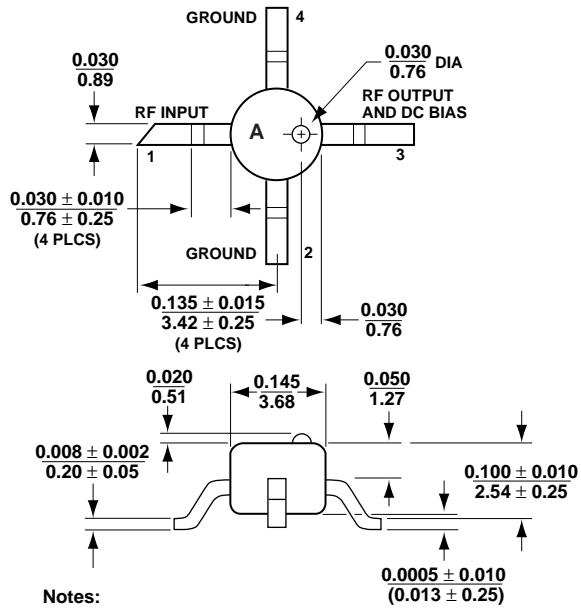 GROUND 4
0.030
0.89
0.030 DIA
0.76
RF INPUT
RF OUTPUT
AND DC BIAS
A
1
3
0.030 ± 0.010
0.76 ± 0.25
(4 PLCS)
GROUND 2
0.135 ± 0.015
3.42 ± 0.25
(4 PLCS)
0.030
0.76
0.020
0.51
0.145
3.68
0.050
1.27
0.008 ± 0.002
0.20 ± 0.05
0.100 ± 0.010
2.54 ± 0.25
0.0005 ± 0.010
(0.013 ± 0.25)
Notes: